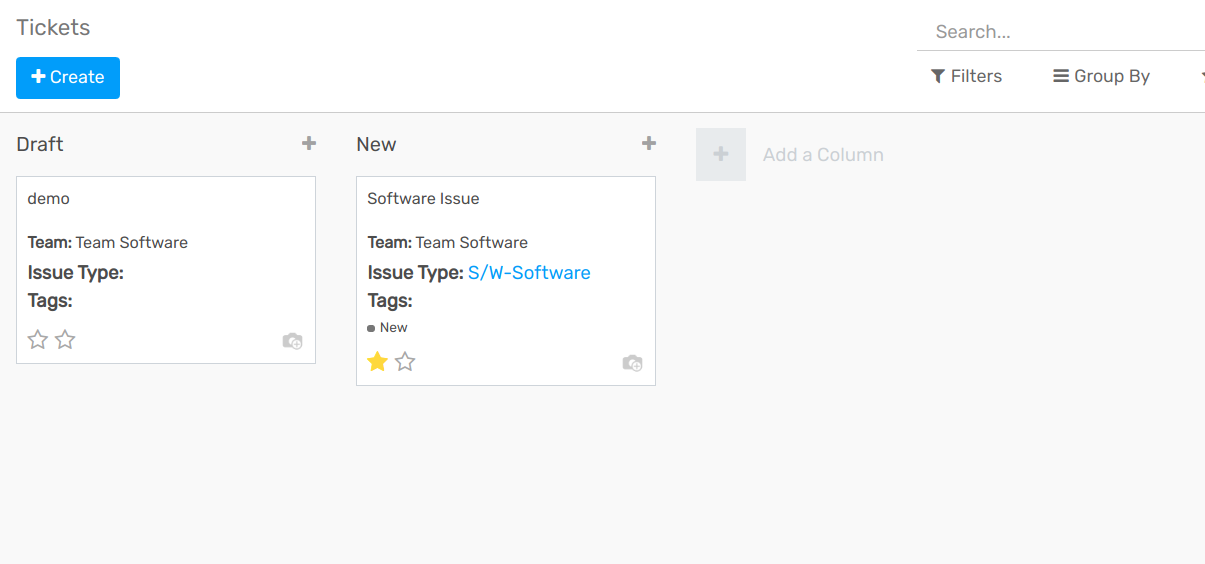 Tickets
Search...
Create
Filters
Group By
Draft
New
Add a Column
demo
Team: Team Software
Issue Type:
Tags:
Software Issue
Team: Team Software
Issue Type: S/W-Software
Tags:
New